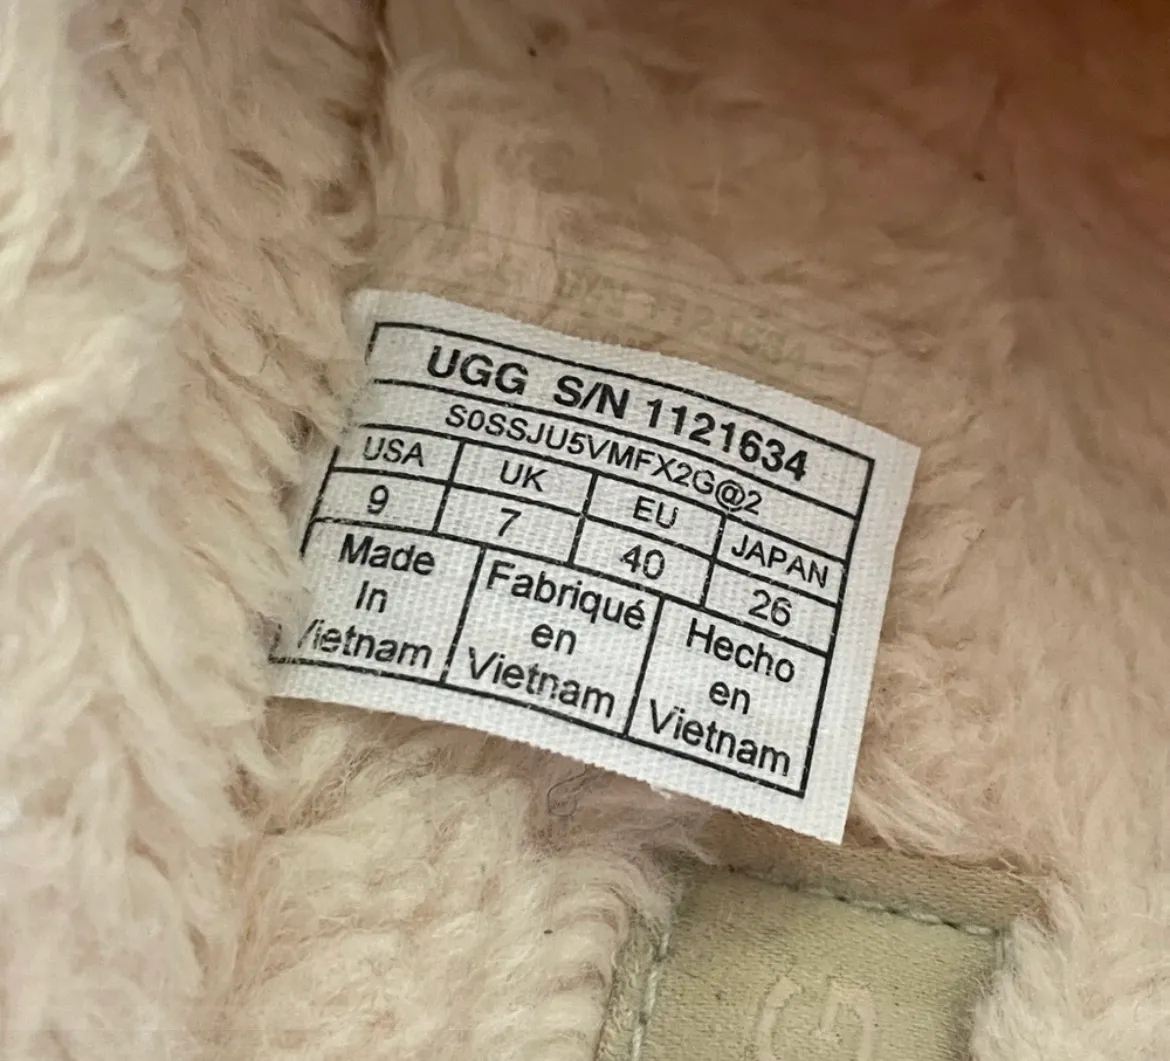 UGG S/N 1121634
S0SSJU5VMFX2G@2
USA UK EU JAPAN
9 7 40 26
Made
In
Vietnam
Fabriqué
en
Vietnam
Hecho
en
Vietnam